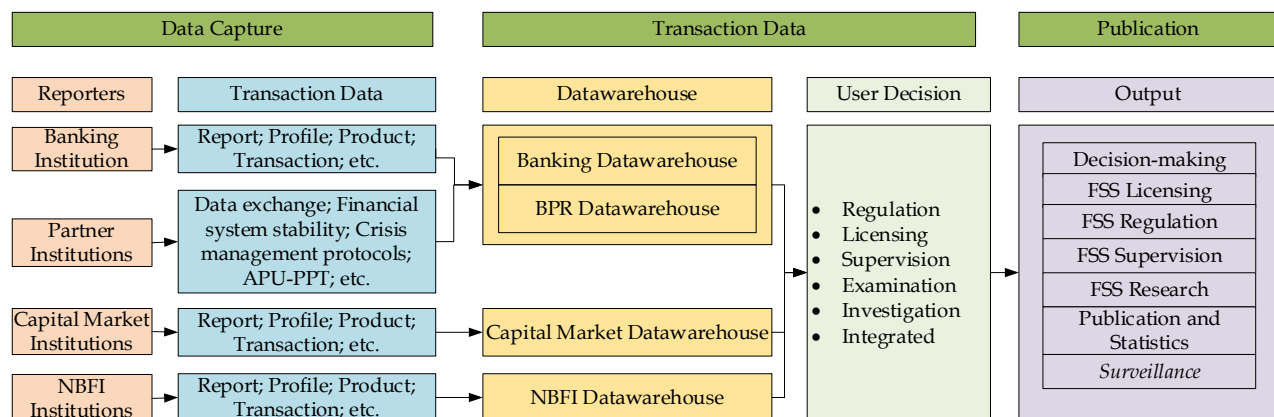 Data Capture
Transaction Data
Publication
Reporters
Transaction Data
Datawarehouse
User Decision
Output
Banking
Institution
Report; Profile; Product;
Transaction; etc.
Partner
Institutions
Data exchange; Financial
system stability; Crisis
management protocols;
APU-PPT; etc.
Capital Market
Institutions
Report; Profile; Product;
Transaction; etc.
NBFI
Institutions
Report; Profile; Product;
Transaction; etc.
Banking Datawarehouse
BPR Datawarehouse
Capital Market Datawarehouse
NBFI Datawarehouse
• Regulation
• Licensing
• Supervision
• Examination
• Investigation
• Integrated
Decision-making
FSS Licensing
FSS Regulation
FSS Supervision
FSS Research
Publication and
Statistics
Surveillance